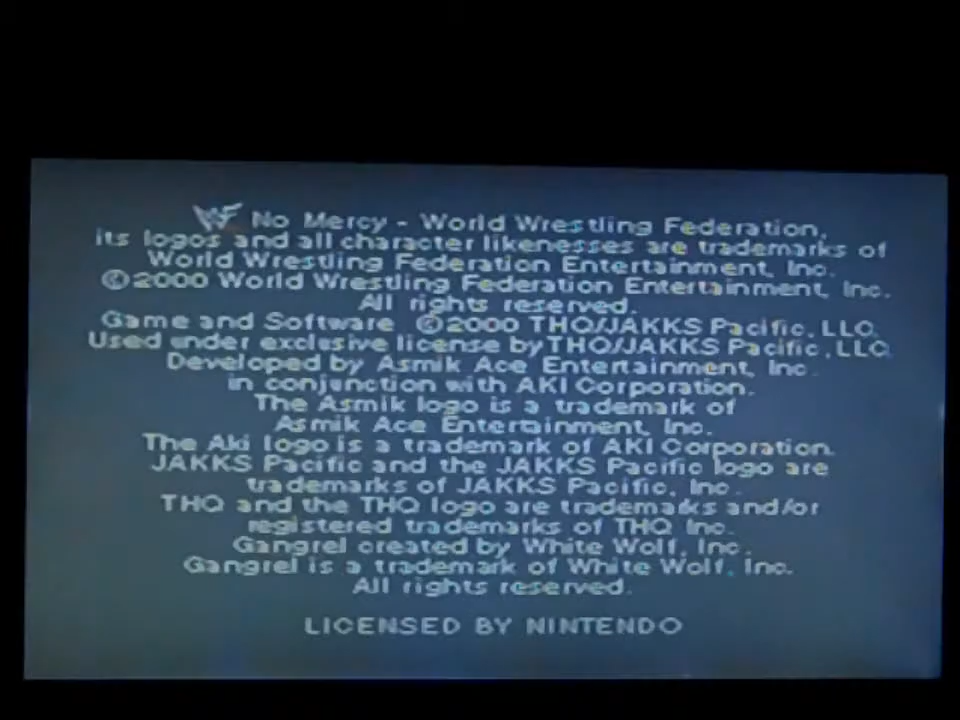 WF No Mercy - World Wrestling Federation,
its logos and all character likenesses are trademarks of
World Wrestling Federation Entertainment, Inc.
©2000 World Wrestling Federation Entertainment, Inc.
All rights reserved.
Game and Software ©2000 THQ/JAKKS Pacific, LLC.
Used under exclusive license by THQ/JAKKS Pacific, LLC
Developed by Asmik Ace Entertainment, Inc.
in conjunction with AKI Corporation.
The Asmik logo is a trademark of
Asmik Ace Entertainment, Inc.
The Aki logo is a trademark of AKI Corporation.
JAKKS Pacific and the JAKKS Pacific logo are
trademarks of JAKKS Pacific, Inc.
THQ and the THQ logo are trademarks and/or
registered trademarks of THQ Inc.
Gangrel created by White Wolf, Inc.
Gangrel is a trademark of White Wolf, Inc.
All rights reserved.
LICENSED BY NINTENDO